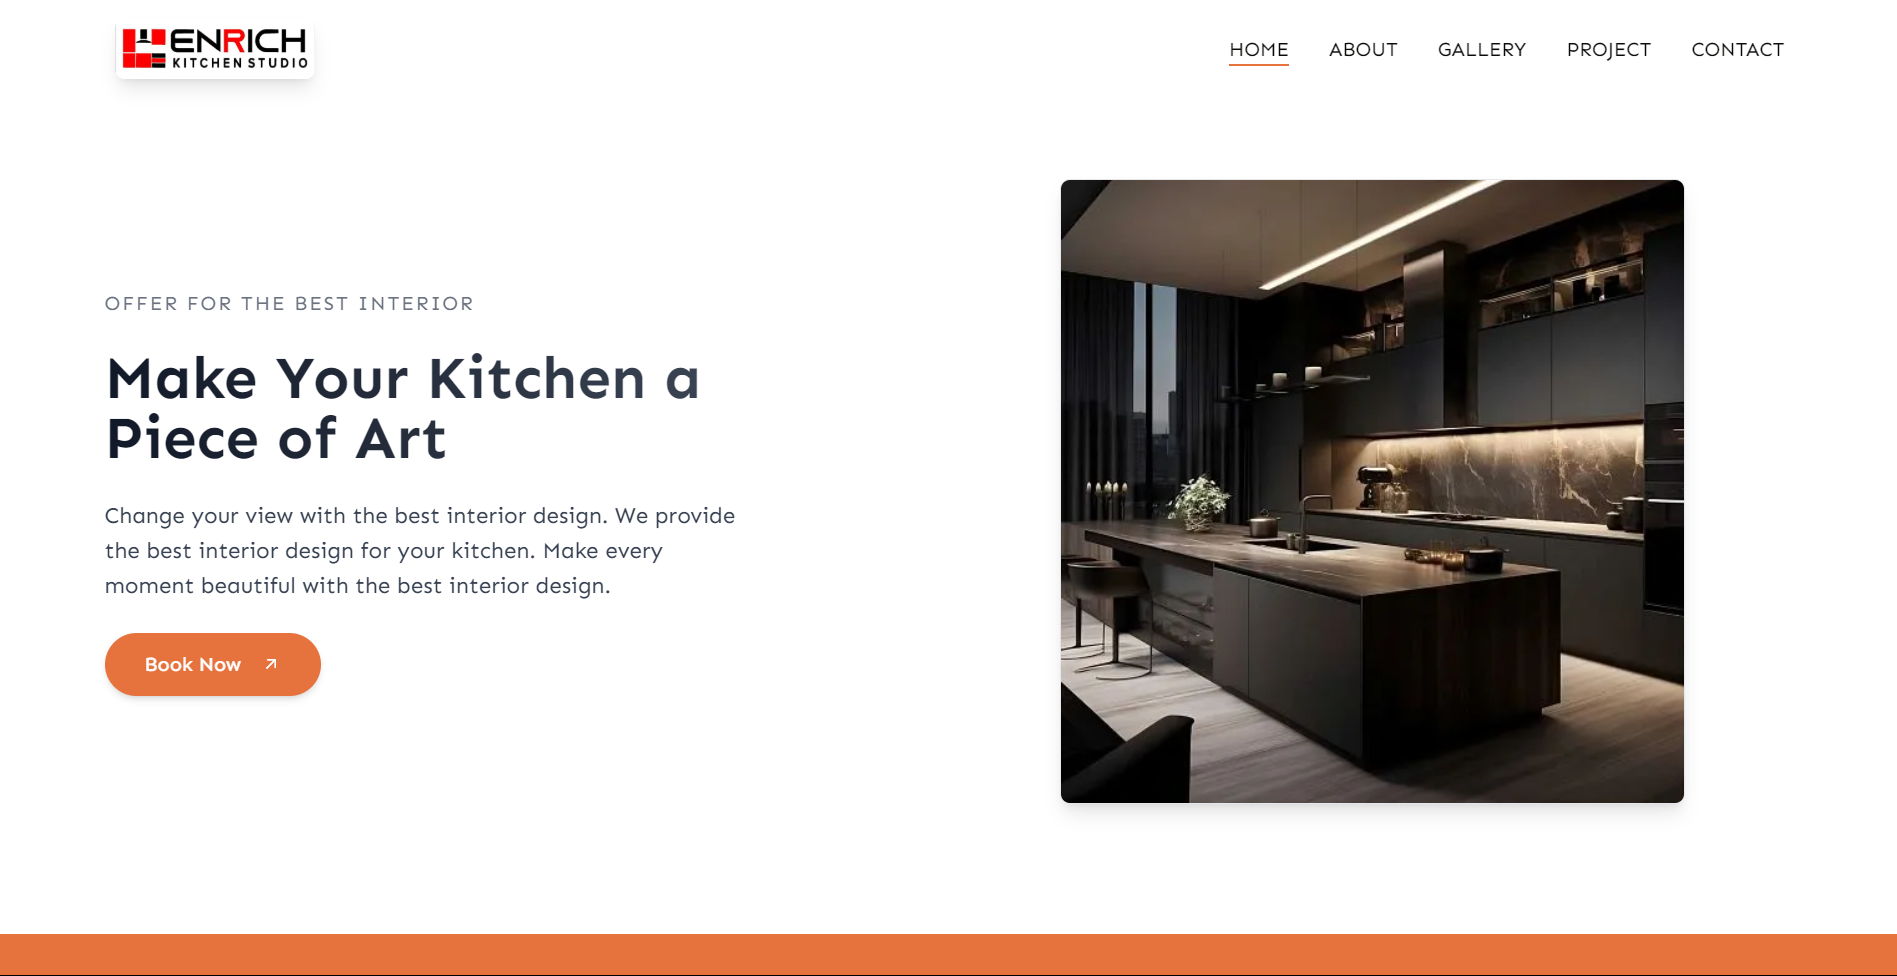 HENRICH
KITCHEN STUDIO
HOME ABOUT GALLERY PROJECT CONTACT
OFFER FOR THE BEST INTERIOR
Make Your Kitchen a
Piece of Art
Change your view with the best interior design. We provide
the best interior design for your kitchen. Make every
moment beautiful with the best interior design.
Book Now